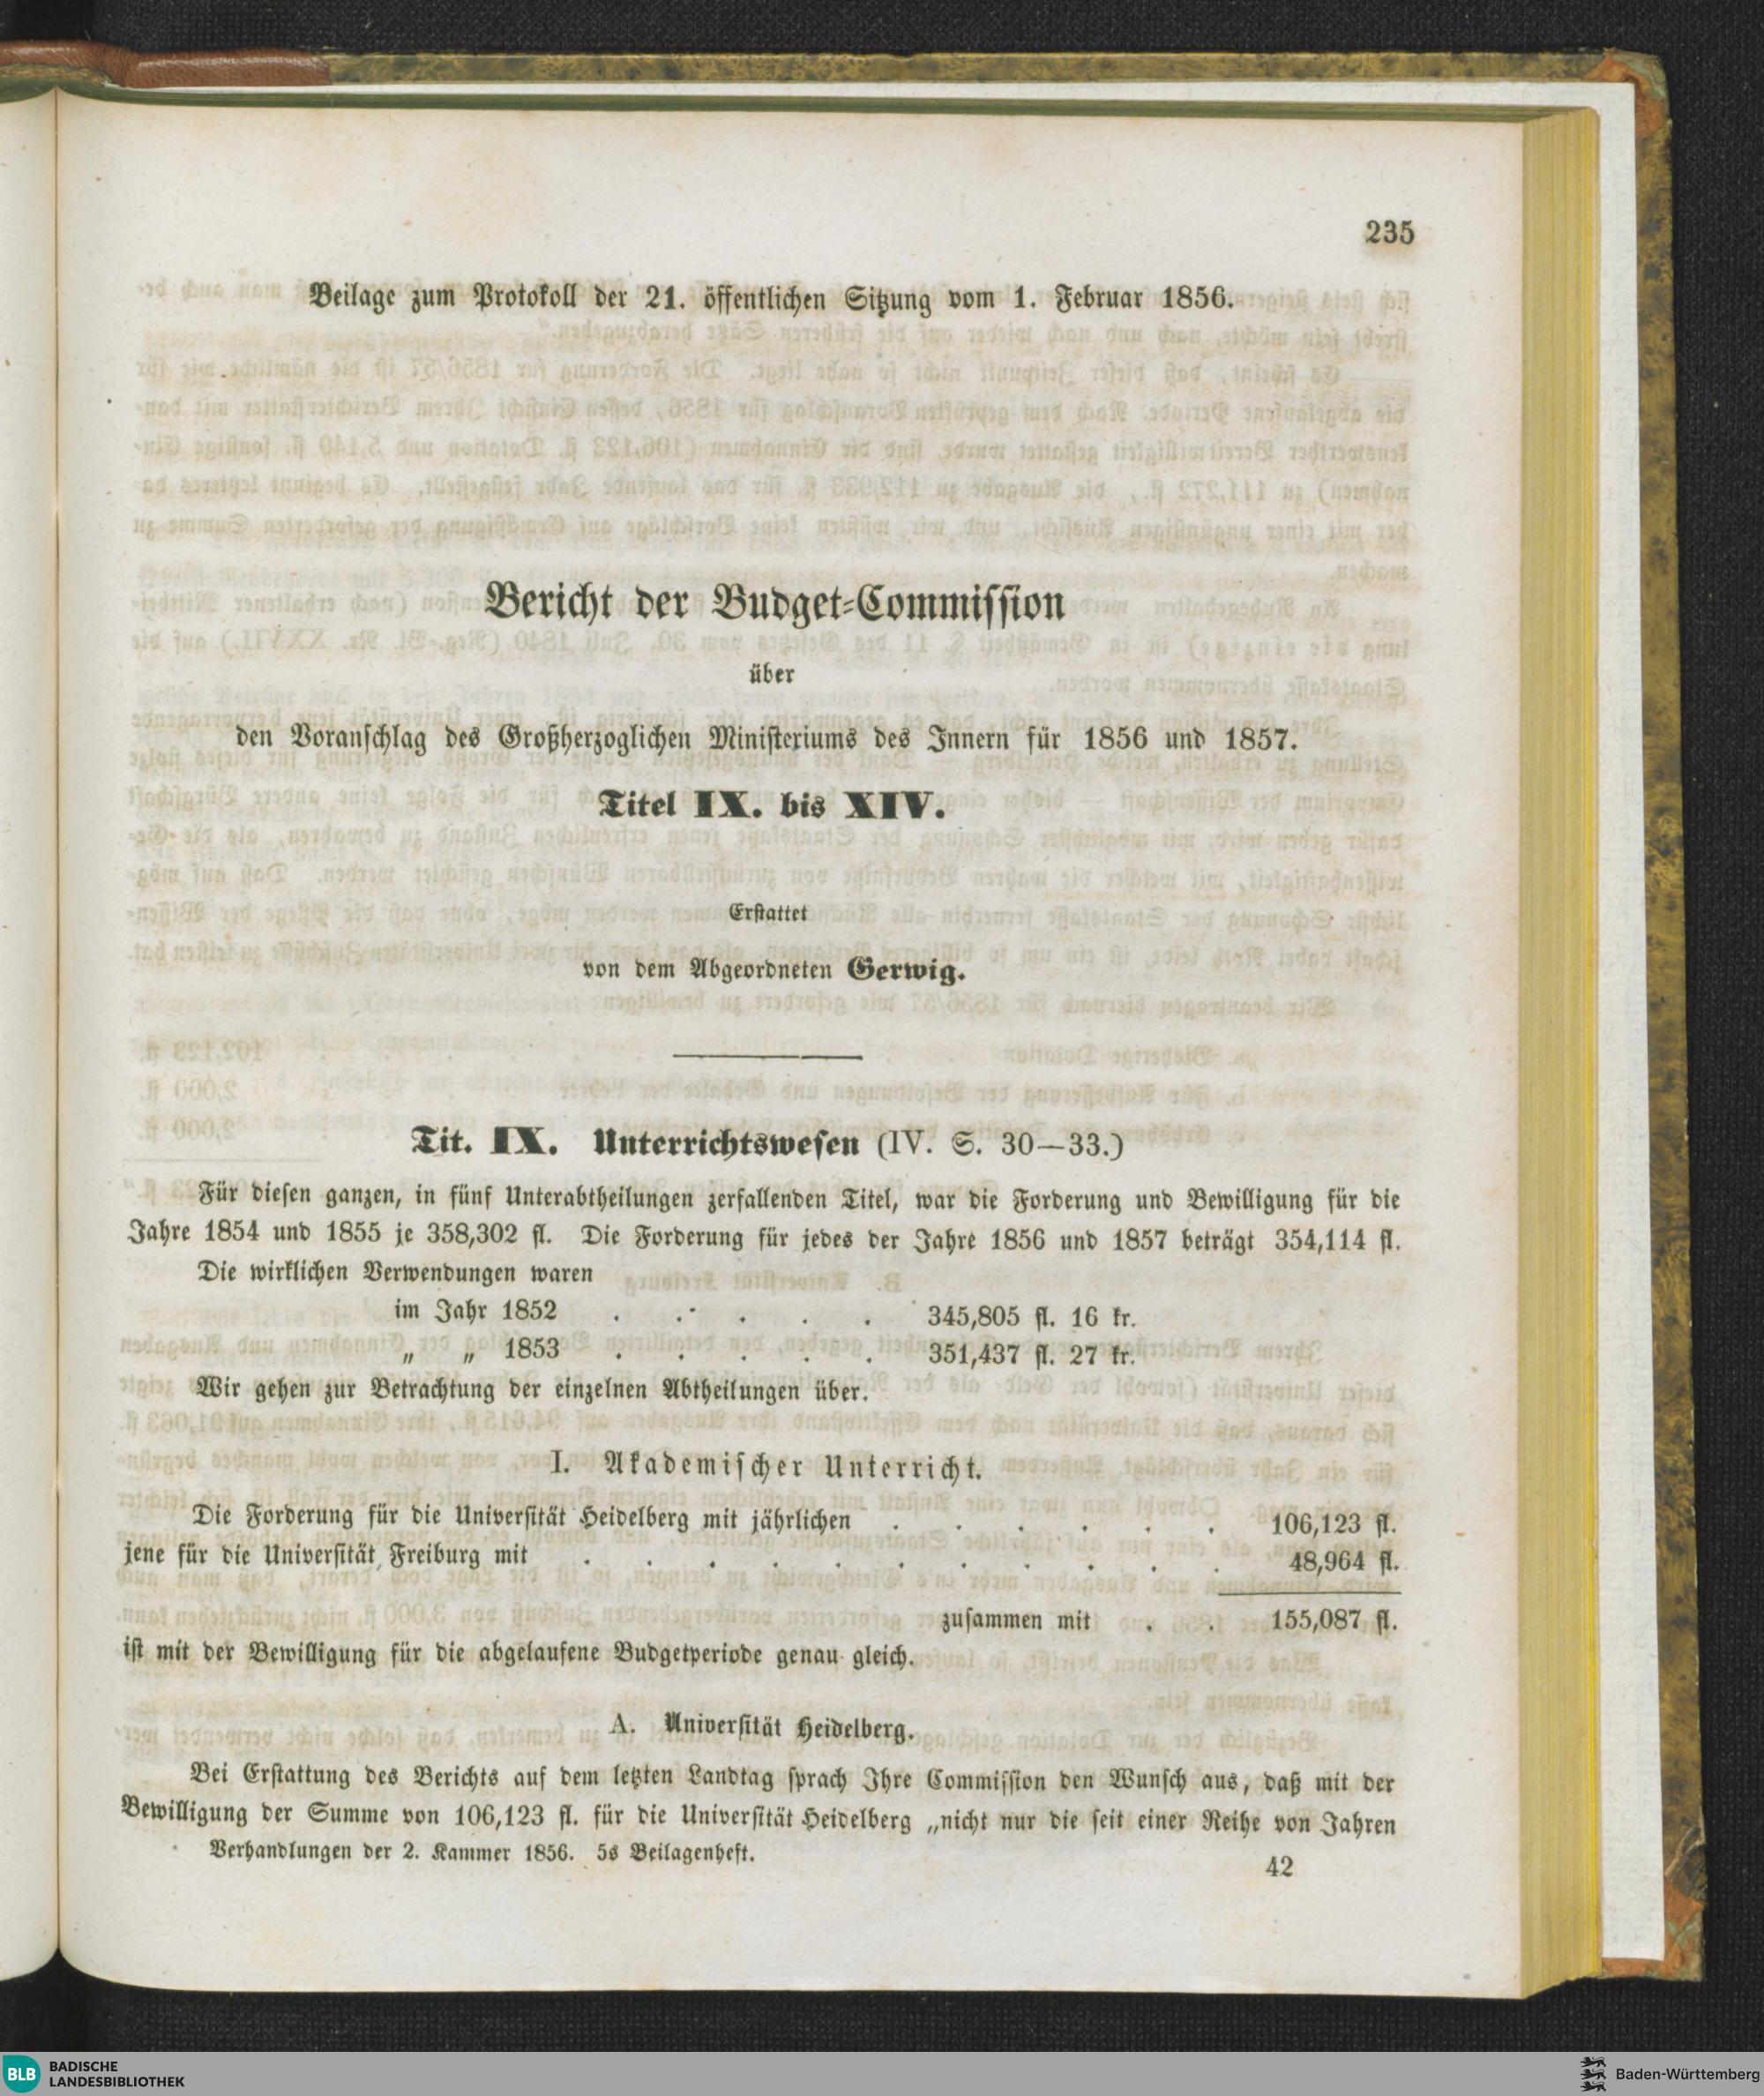 235
Beilage zum Protokoll der 21. öffentlichen Sitzung vom 1. Februar 1856.
Bericht der Budget-Commission
über
den Voranschlag des Großherzoglichen Ministeriums des Innern für 1856 und 1857.
Titel IX. bis XIV.
Erstattet
von dem Abgeordneten Gerwig.
Tit. IX. Unterrichtswesen (IV. S. 30—33.)
Für diesen ganzen, in fünf Unterabtheilungen zerfallenden Titel, war die Forderung und Bewilligung für die
Jahre 1854 und 1855 je 358,302 fl. Die Forderung für jedes der Jahre 1856 und 1857 beträgt 354,114 fl.
Die wirklichen Verwendungen waren
im Jahr 1852 . . . . . 345,805 fl. 16 kr.
„ „ 1853 . . . . . 351,437 fl. 27 kr.
Wir gehen zur Betrachtung der einzelnen Abtheilungen über.
I. Akademischer Unterricht.
Die Forderung für die Universität Heidelberg mit jährlichen . . . . . . 106,123 fl.
jene für die Universität Freiburg mit . . . . . . . . . . . 48,964 fl.
zusammen mit . . 155,087 fl.
ist mit der Bewilligung für die abgelaufene Budgetperiode genau gleich.
A. Universität Heidelberg.
Bei Erstattung des Berichts auf dem letzten Landtag sprach Ihre Commission den Wunsch aus, daß mit der
Bewilligung der Summe von 106,123 fl. für die Universität Heidelberg „nicht nur die seit einer Reihe von Jahren
Verhandlungen der 2. Kammer 1856. 5s Beilagenheft.
42
BLB BADISCHE
LANDESBIBLIOTHEK
Baden-Württemberg